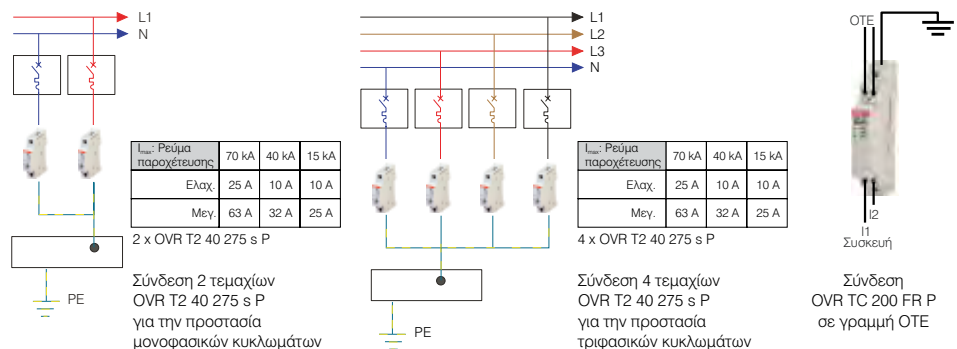 L1
N
Imax: Ρεύμα παροχέτευσης 70 kA 40 kA 15 kA
Ελαχ. 25 A 10 A 10 A
Μεγ. 63 A 32 A 25 A
2 x OVR T2 40 275 s P
PE
Σύνδεση 2 τεμαχίων
OVR T2 40 275 s P
για την προστασία
μονοφασικών κυκλωμάτων
L1
L2
L3
N
Imax: Ρεύμα παροχέτευσης 70 kA 40 kA 15 kA
Ελαχ. 25 A 10 A 10 A
Μεγ. 63 A 32 A 25 A
4 x OVR T2 40 275 s P
PE
Σύνδεση 4 τεμαχίων
OVR T2 40 275 s P
για την προστασία
τριφασικών κυκλωμάτων
ΟΤΕ
I2
I1
Συσκευή
Σύνδεση
OVR TC 200 FR P
σε γραμμή ΟΤΕ